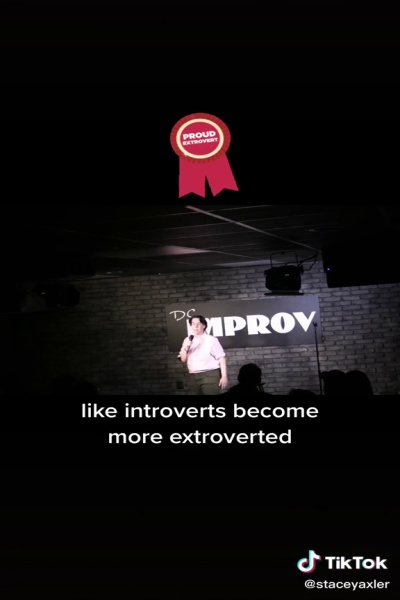 PROUD
EXTROVERT
DC
IMPROV
like introverts become
more extroverted
TikTok
@staceyaxler